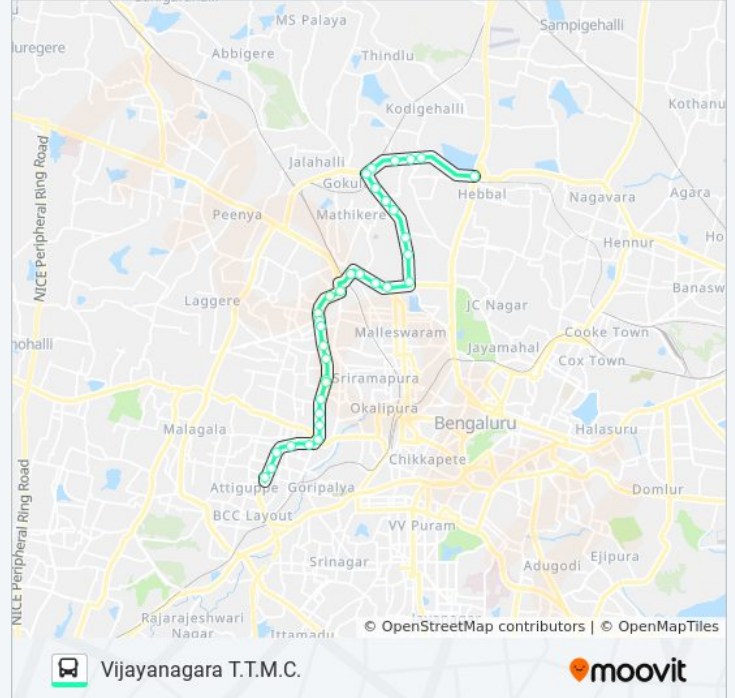 MS Palaya
Sampigehalli
luregere
Abbigere
Thindlu
Kodigehalli
Kothanu
Jalahalli
Gokul
Hebbal
Nagavara
Agara
NICE Peripheral Ring Road
Peenya
Mathikere
Hennur
Ho
Banasw
Laggere
JC Nagar
Malleswaram
Cooke Town
nohalli
Jayamahal
Cox Town
Sriramapura
Okalipura
Bengaluru
Malagala
Halasuru
Chikkapete
Attiguppe
Goripalya
Domlur
BCC Layout
VV Puram
NICE Peripheral Ring Road
Srinagar
Ejipura
Adugodi
Rajarajeshwari
Nagar
Ittamadu
© OpenStreetMap contributors | © OpenMapTiles
Vijayanagara T.T.M.C.
moovit